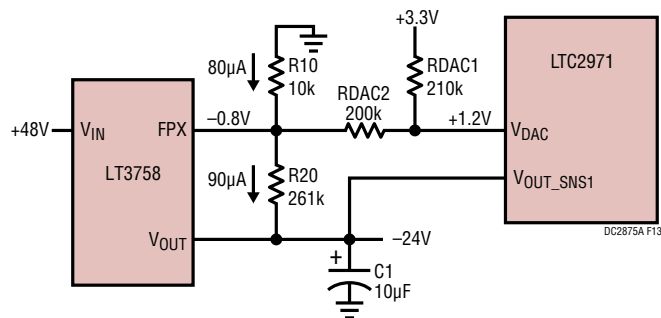 +3.3V
LTC2971
80µA
R10
10k
RDAC1
210k
RDAC2
200k
+48V
VIN
FPX
–0.8V
+1.2V
VDAC
LT3758
90µA
R20
261k
VOUT_SNS1
VOUT
–24V
DC2875A F13
+
C1
10µF